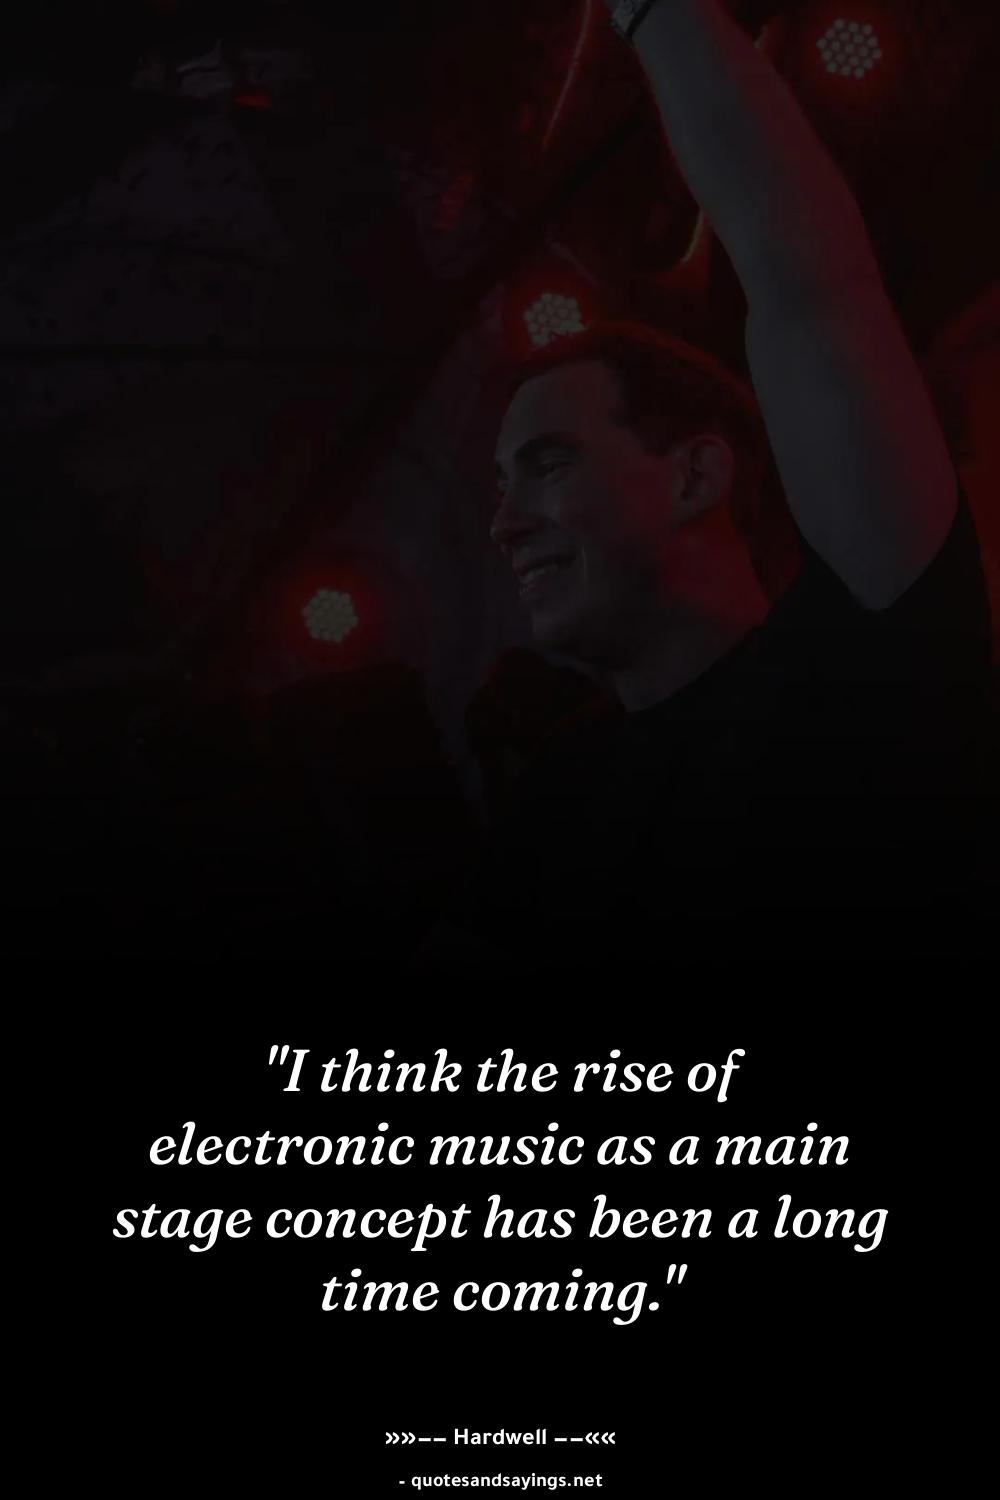 "I think the rise of
electronic music as a main
stage concept has been a long
time coming."
»»−− Hardwell −−««
- quotesandsayings.net